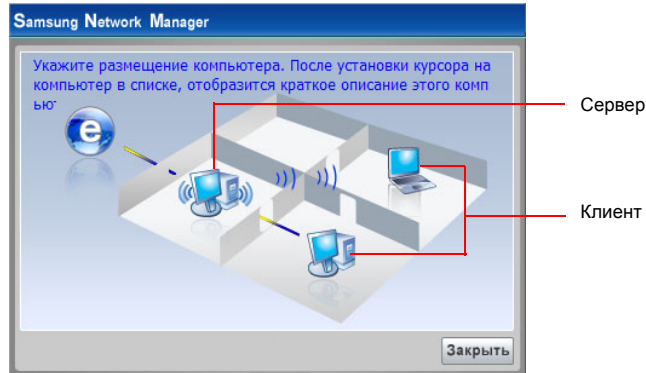 Samsung Network Manager
Укажите размещение компьютера. После установки курсора на
компьютер в списке, отобразится краткое описание этого комп
Сервер
Клиент
Закрыть